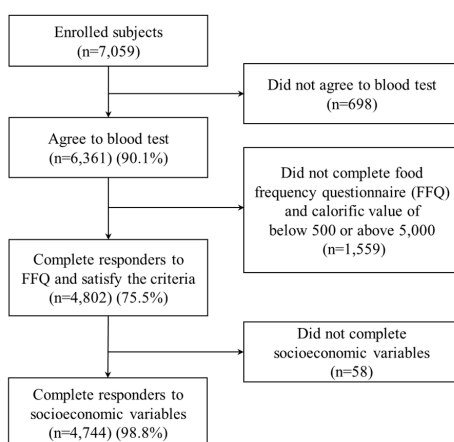 Enrolled subjects
(n=7,059)
Did not agree to blood test
(n=698)
Agree to blood test
(n=6,361) (90.1%)
Did not complete food
frequency questionnaire (FFQ)
and calorific value of
below 500 or above 5,000
(n=1,559)
Complete responders to
FFQ and satisfy the criteria
(n=4,802) (75.5%)
Did not complete
socioeconomic variables
(n=58)
Complete responders to
socioeconomic variables
(n=4,744) (98.8%)